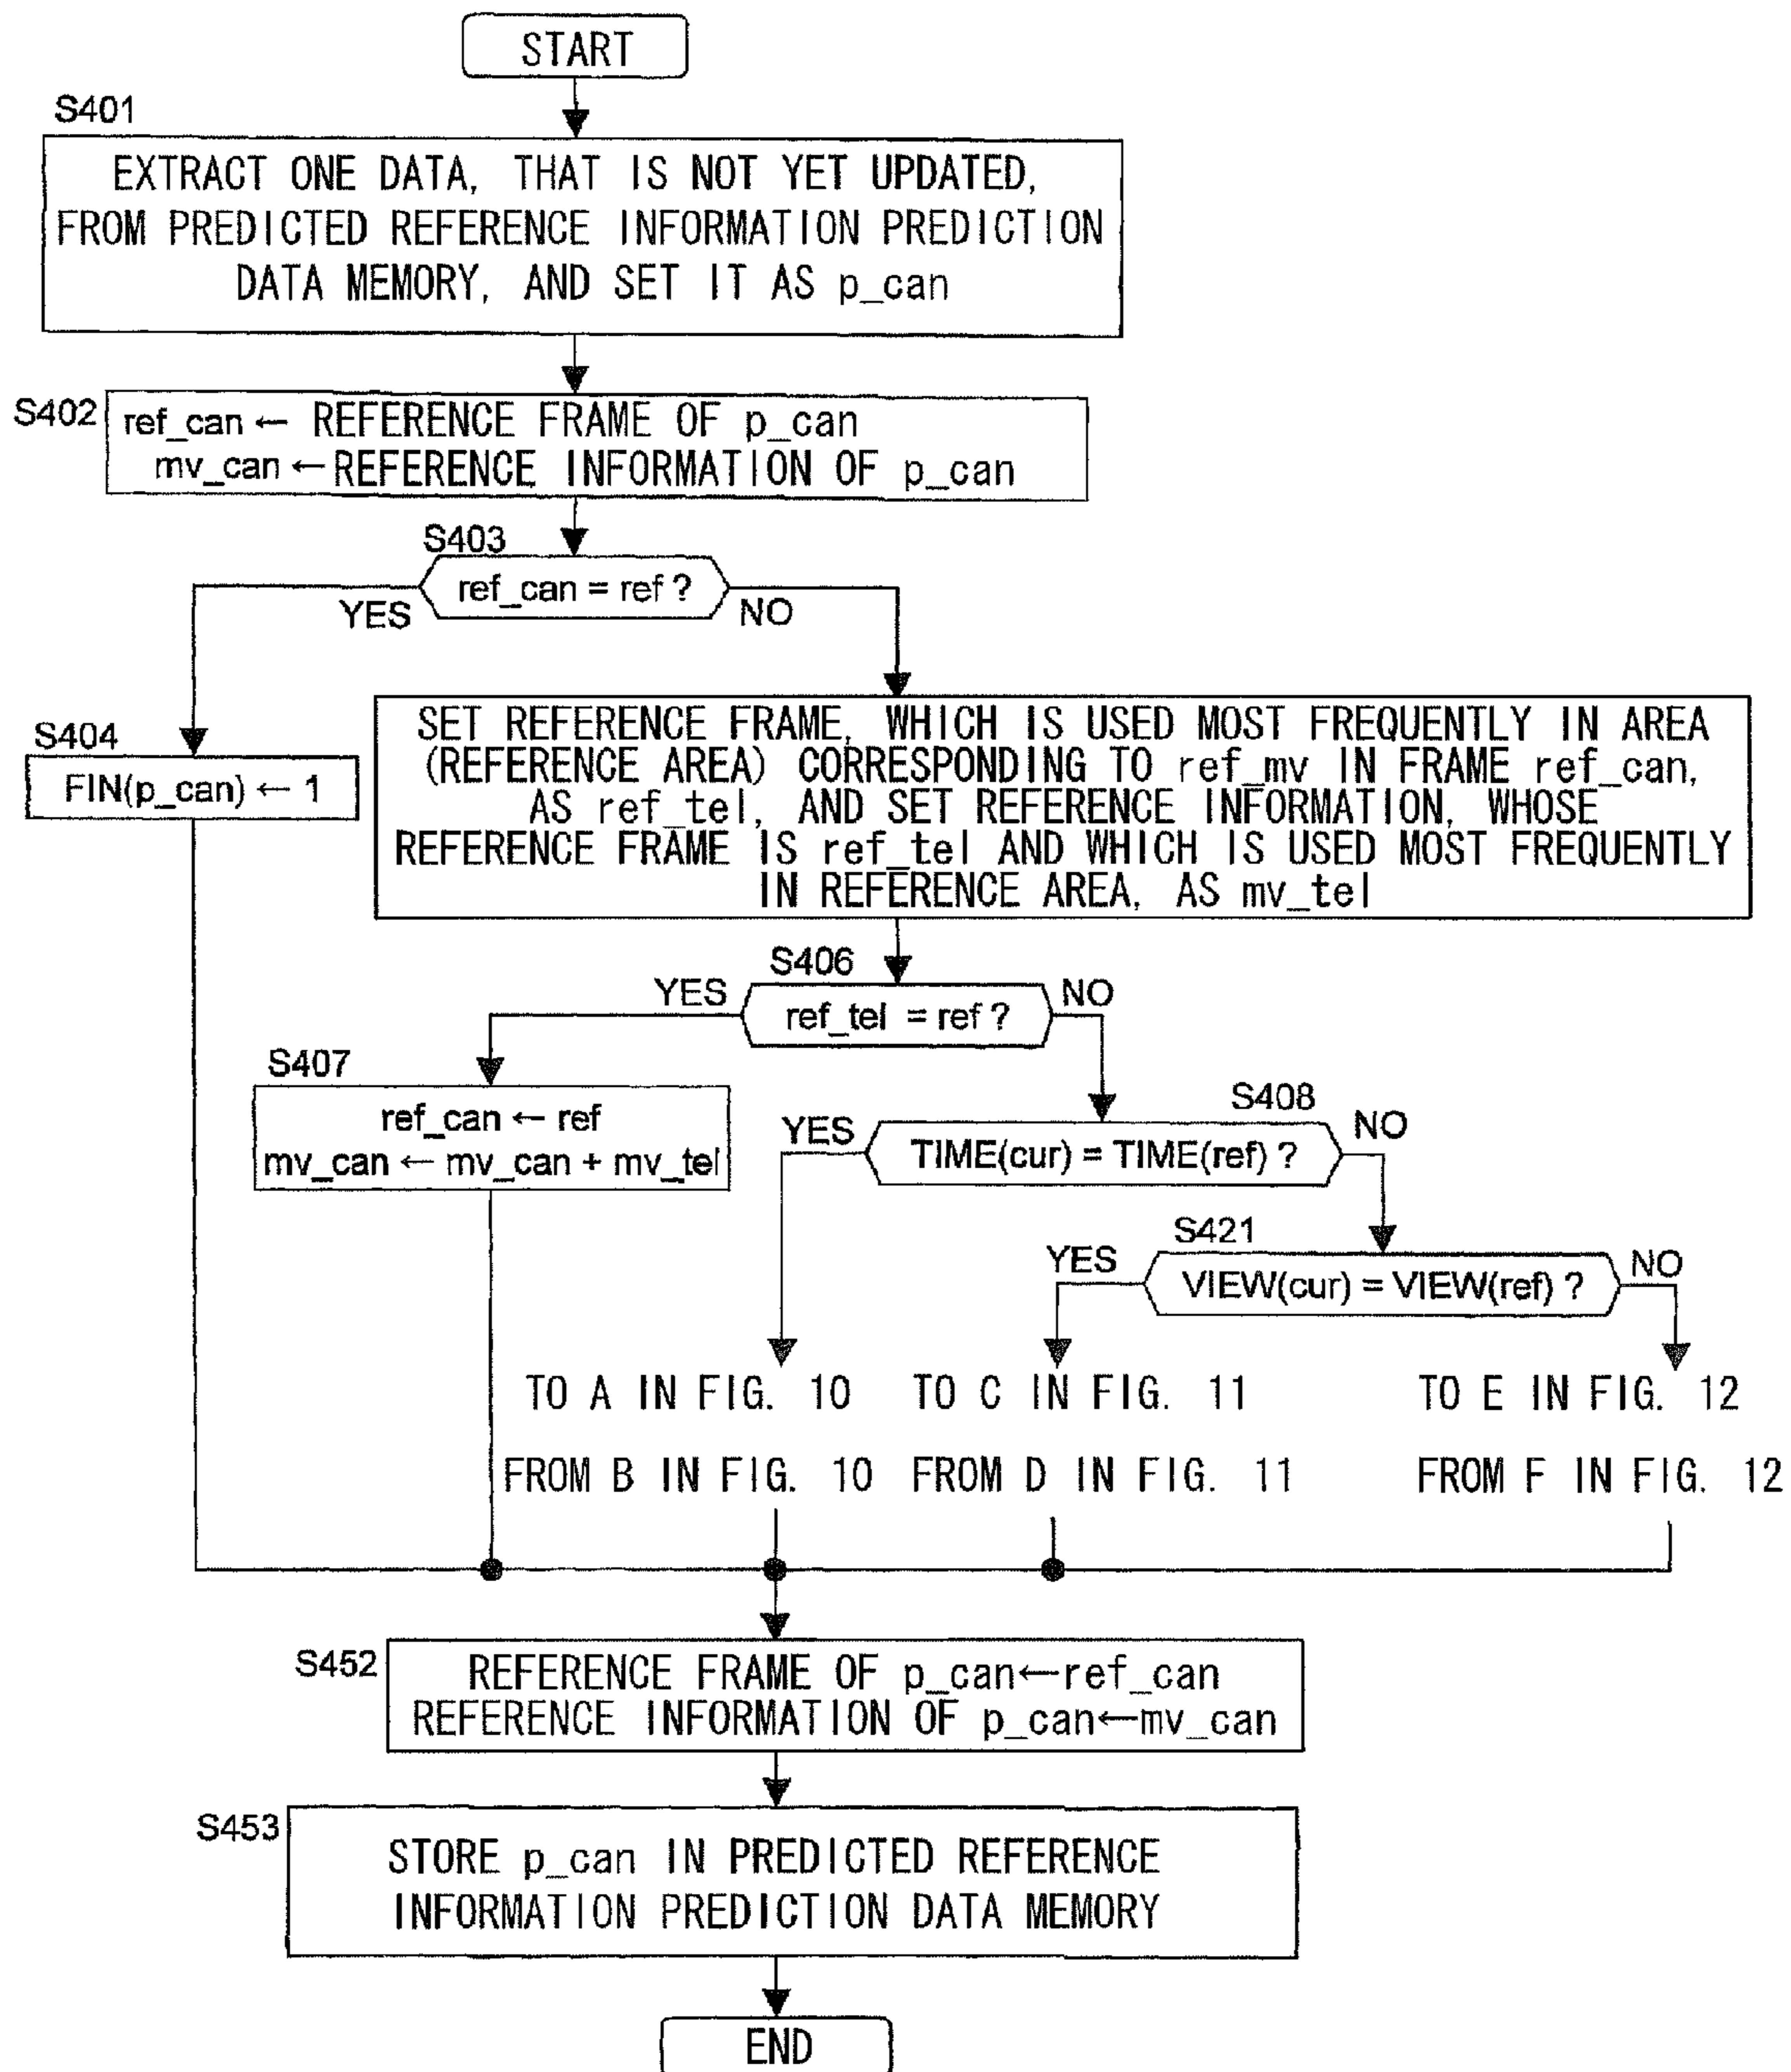 START
S401
EXTRACT ONE DATA, THAT IS NOT YET UPDATED,
FROM PREDICTED REFERENCE INFORMATION PREDICTION
DATA MEMORY, AND SET IT AS p_can
S402
ref_can ← REFERENCE FRAME OF p_can
mv_can ← REFERENCE INFORMATION OF p_can
S403
ref_can = ref ?
YES
NO
S404
FIN(p_can) ← 1
SET REFERENCE FRAME, WHICH IS USED MOST FREQUENTLY IN AREA
(REFERENCE AREA) CORRESPONDING TO ref_mv IN FRAME ref_can,
AS ref_tel, AND SET REFERENCE INFORMATION, WHOSE
REFERENCE FRAME IS ref_tel AND WHICH IS USED MOST FREQUENTLY
IN REFERENCE AREA, AS mv_tel
S406
YES
ref_tel = ref ?
NO
S407
ref_can ← ref
mv_can ← mv_can + mv_tel
S408
YES
TIME(cur) = TIME(ref) ?
NO
S421
YES
VIEW(cur) = VIEW(ref) ?
NO
TO A IN FIG. 10
TO C IN FIG. 11
TO E IN FIG. 12
FROM B IN FIG. 10
FROM D IN FIG. 11
FROM F IN FIG. 12
S452
REFERENCE FRAME OF p_can←ref_can
REFERENCE INFORMATION OF p_can←mv_can
S453
STORE p_can IN PREDICTED REFERENCE
INFORMATION PREDICTION DATA MEMORY
END